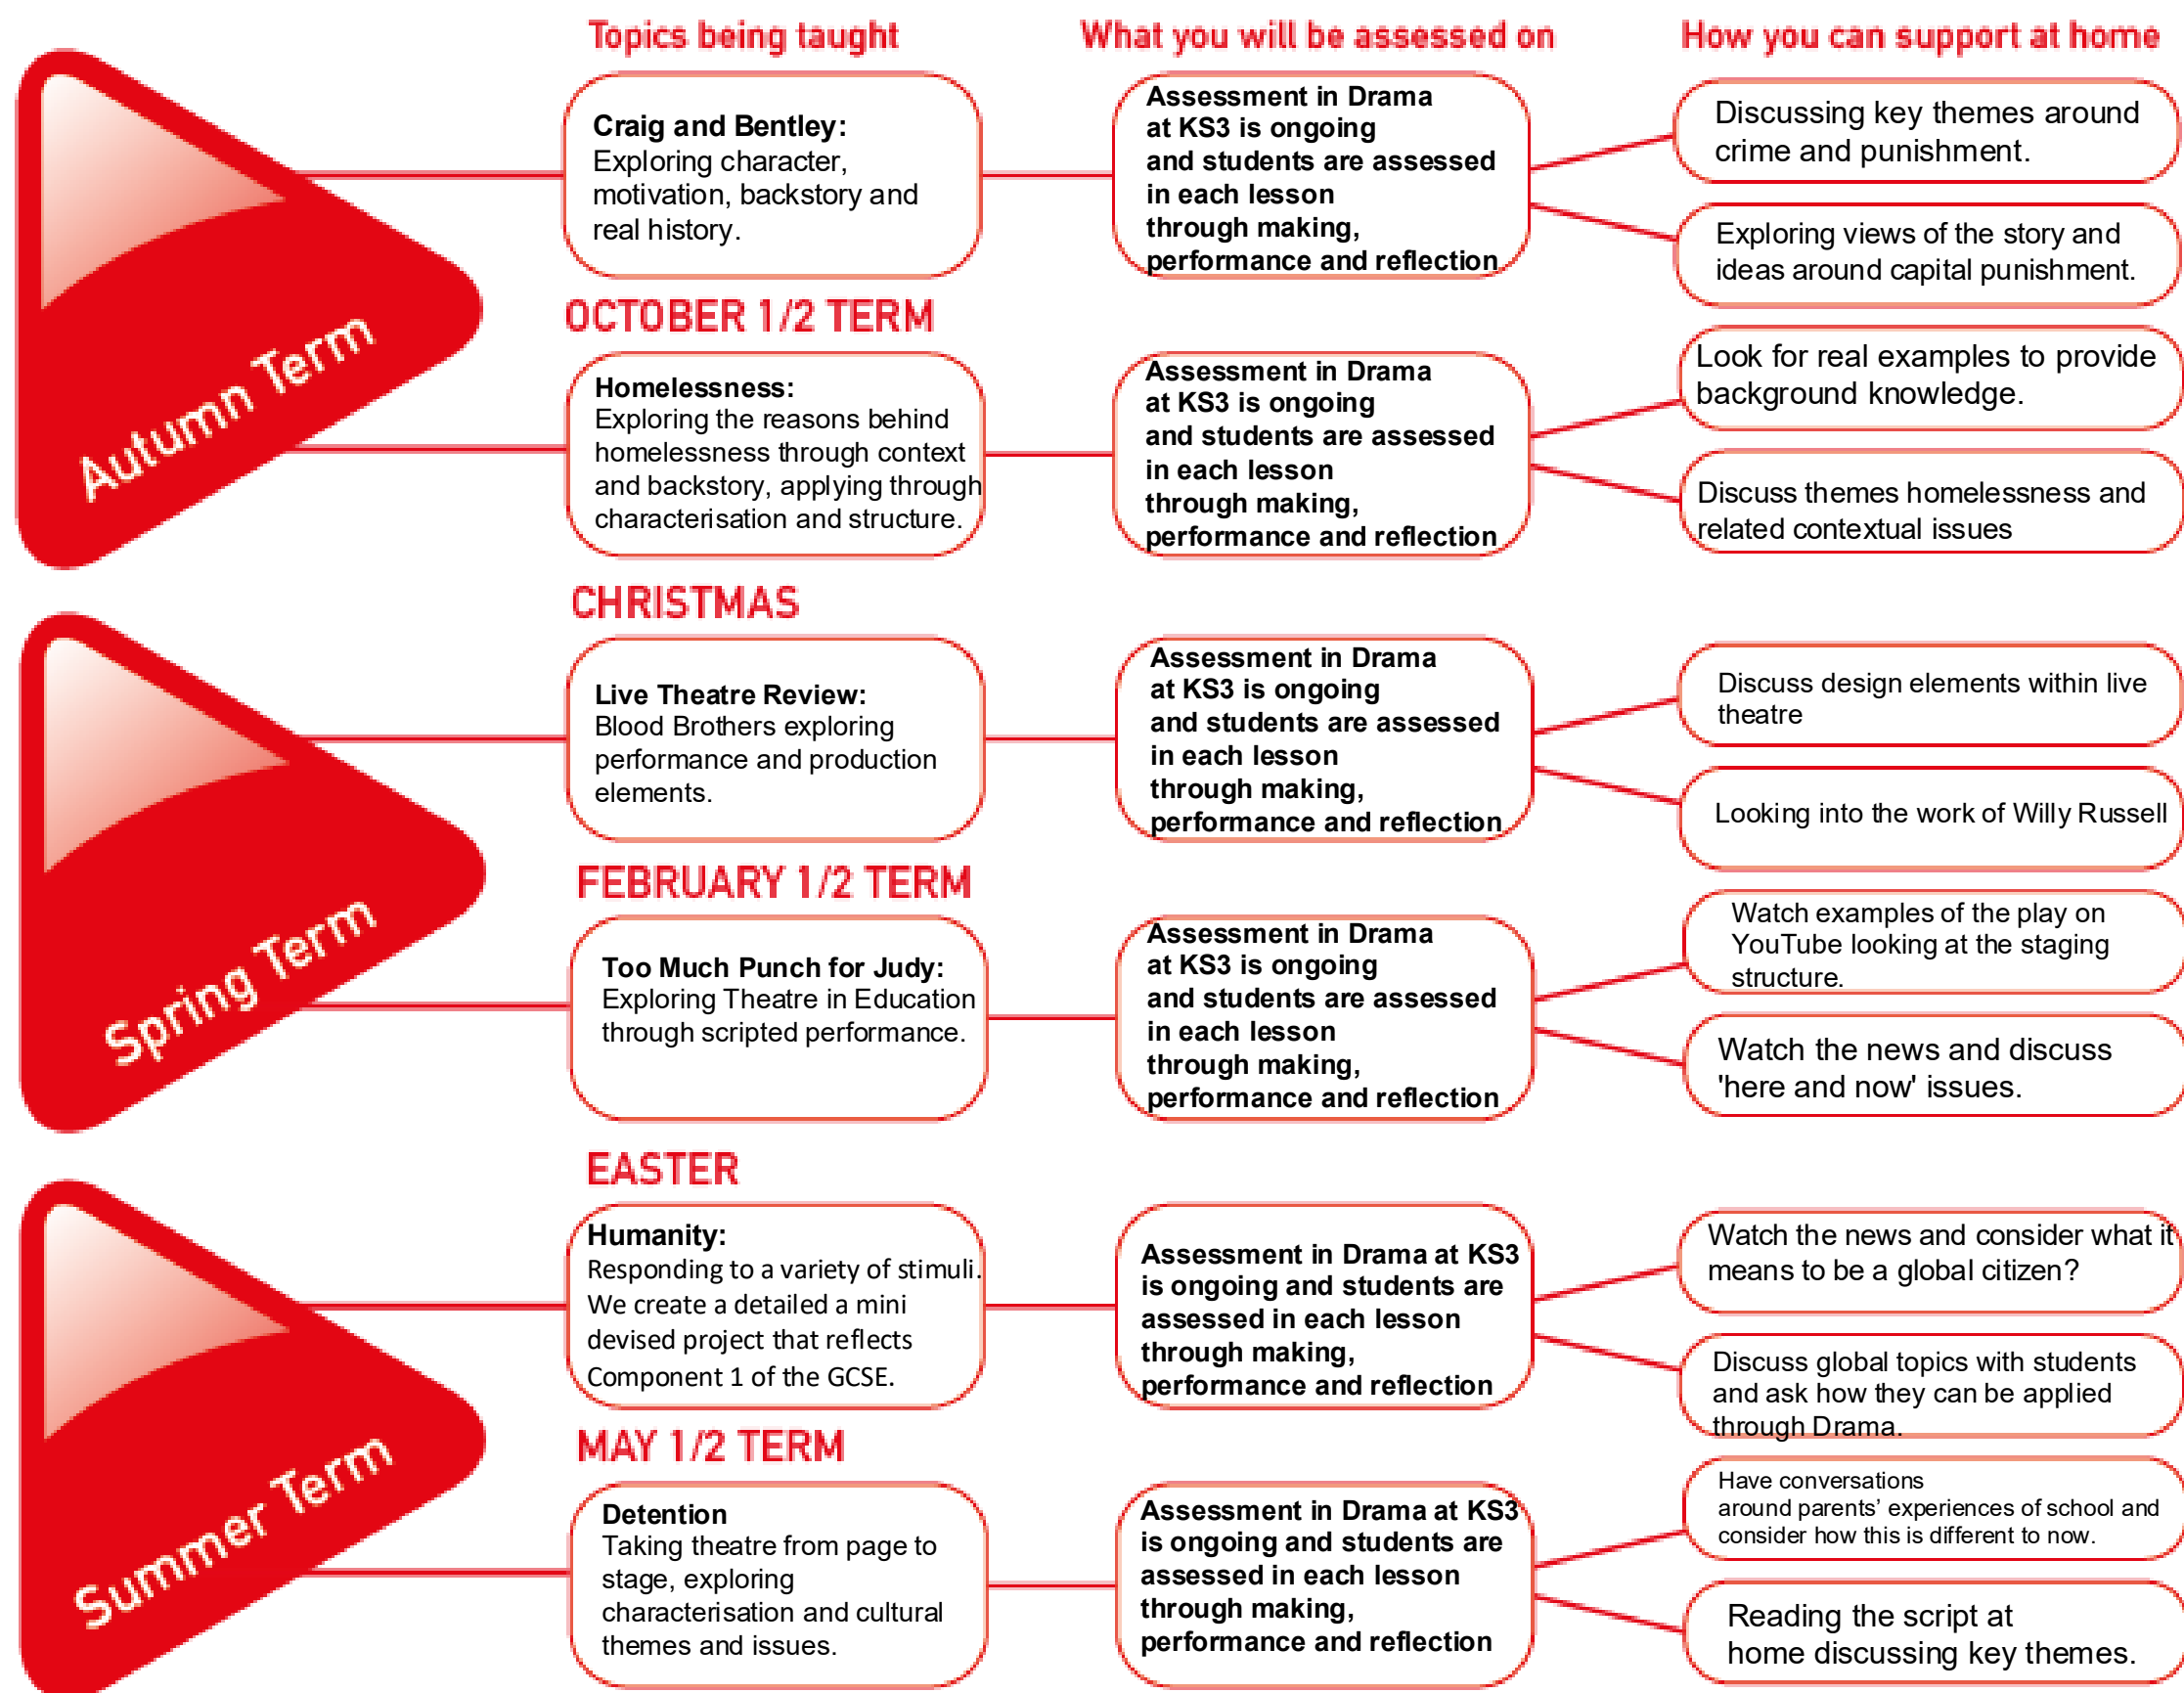 Topics being taught
What you will be assessed on
How you can support at home
Autumn Term
Craig and Bentley:
Exploring character,
motivation, backstory and
real history.
Assessment in Drama
at KS3 is ongoing
and students are assessed
in each lesson
through making,
performance and reflection
Discussing key themes around
crime and punishment.
Exploring views of the story and
ideas around capital punishment.
OCTOBER 1/2 TERM
Homelessness:
Exploring the reasons behind
homelessness through context
and backstory, applying through
characterisation and structure.
Assessment in Drama
at KS3 is ongoing
and students are assessed
in each lesson
through making,
performance and reflection
Look for real examples to provide
background knowledge.
Discuss themes homelessness and
related contextual issues
CHRISTMAS
Spring Term
Live Theatre Review:
Blood Brothers exploring
performance and production
elements.
Assessment in Drama
at KS3 is ongoing
and students are assessed
in each lesson
through making,
performance and reflection
Discuss design elements within live
theatre
Looking into the work of Willy Russell
FEBRUARY 1/2 TERM
Too Much Punch for Judy:
Exploring Theatre in Education
through scripted performance.
Assessment in Drama
at KS3 is ongoing
and students are assessed
in each lesson
through making,
performance and reflection
Watch examples of the play on
YouTube looking at the staging
structure.
Watch the news and discuss
'here and now' issues.
EASTER
Summer Term
Humanity:
Responding to a variety of stimuli.
We create a detailed a mini
devised project that reflects
Component 1 of the GCSE.
Assessment in Drama at KS3
is ongoing and students are
assessed in each lesson
through making,
performance and reflection
Watch the news and consider what it
means to be a global citizen?
Discuss global topics with students
and ask how they can be applied
through Drama.
MAY 1/2 TERM
Detention
Taking theatre from page to
stage, exploring
characterisation and cultural
themes and issues.
Assessment in Drama at KS3
is ongoing and students are
assessed in each lesson
through making,
performance and reflection
Have conversations
around parents’ experiences of school and
consider how this is different to now.
Reading the script at
home discussing key themes.